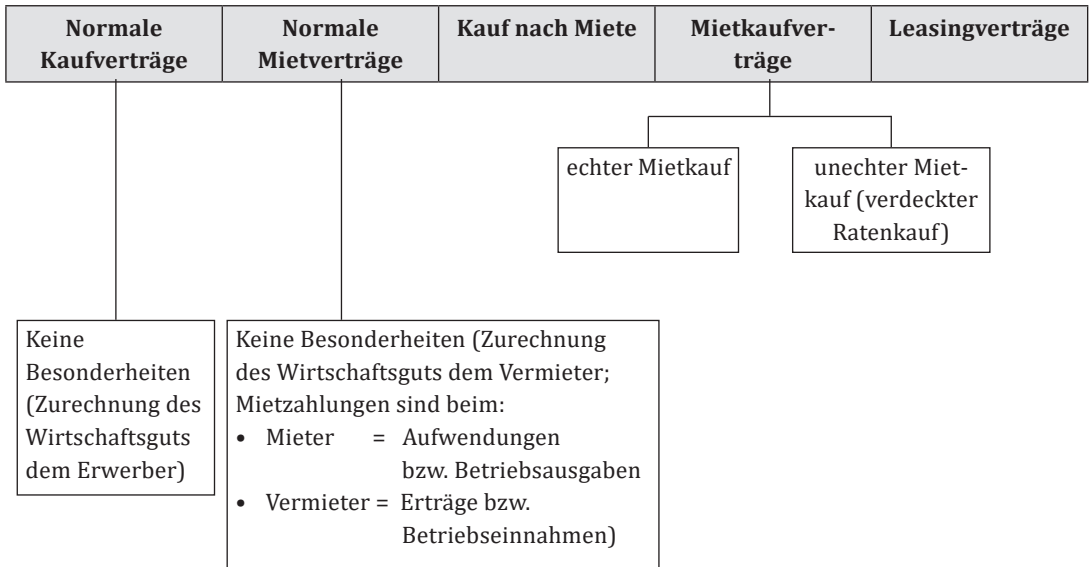 Normale
Kaufverträge
Normale
Mietverträge
Kauf nach Miete
Mietkaufver-
träge
Leasingverträge
echter Mietkauf
unechter Miet-
kauf (verdeckter
Ratenkauf)
Keine
Besonderheiten
(Zurechnung des
Wirtschaftsguts
dem Erwerber)
Keine Besonderheiten (Zurechnung
des Wirtschaftsguts dem Vermieter;
Mietzahlungen sind beim:
• Mieter = Aufwendungen
bzw. Betriebsausgaben
• Vermieter = Erträge bzw.
Betriebseinnahmen)